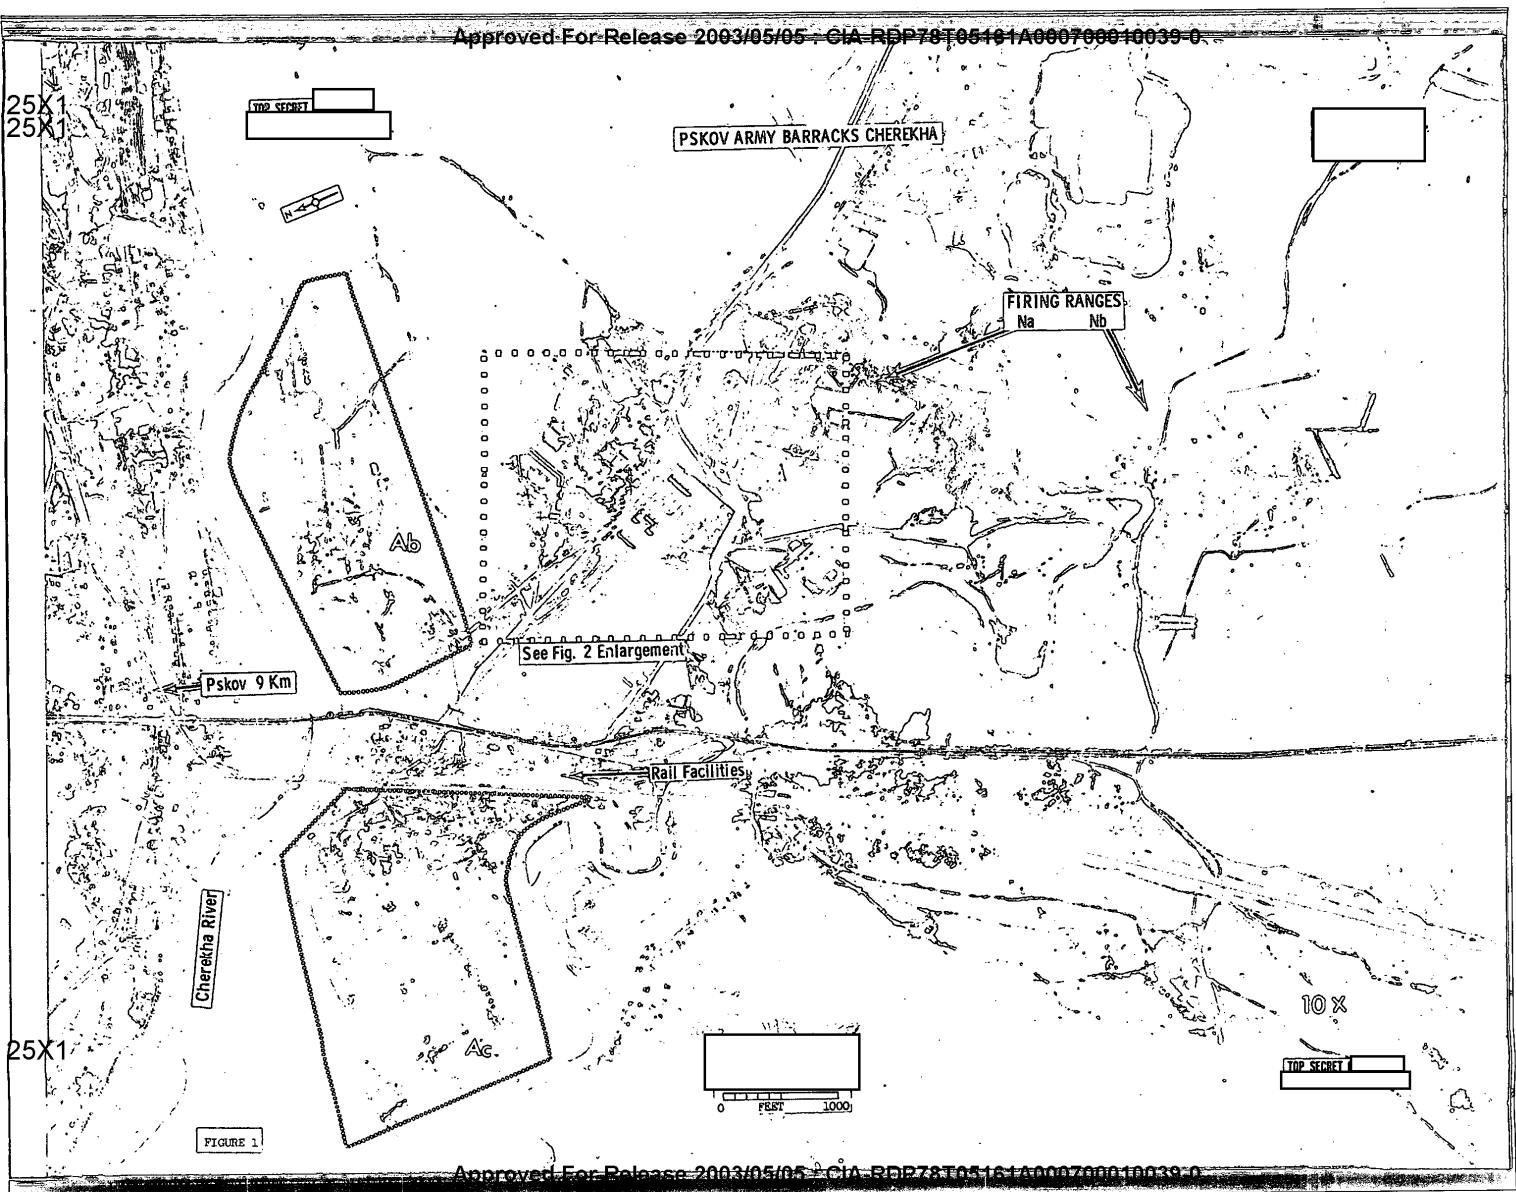 Approved For Release 2003/05/05 : CIA-RDP78T05161A000700010039-0
25X1
25X1
TOP SECRET
PSKOV ARMY BARRACKS CHEREKHA
N
FIRING RANGES
Na Nb
Ab
See Fig. 2 Enlargement
Pskov 9 Km
Rail Facilities
Cherekha River
10 X
25X1
Ac
TOP SECRET
0 FEET 1000
FIGURE 1
Approved For Release 2003/05/05 : CIA-RDP78T05161A000700010039-0